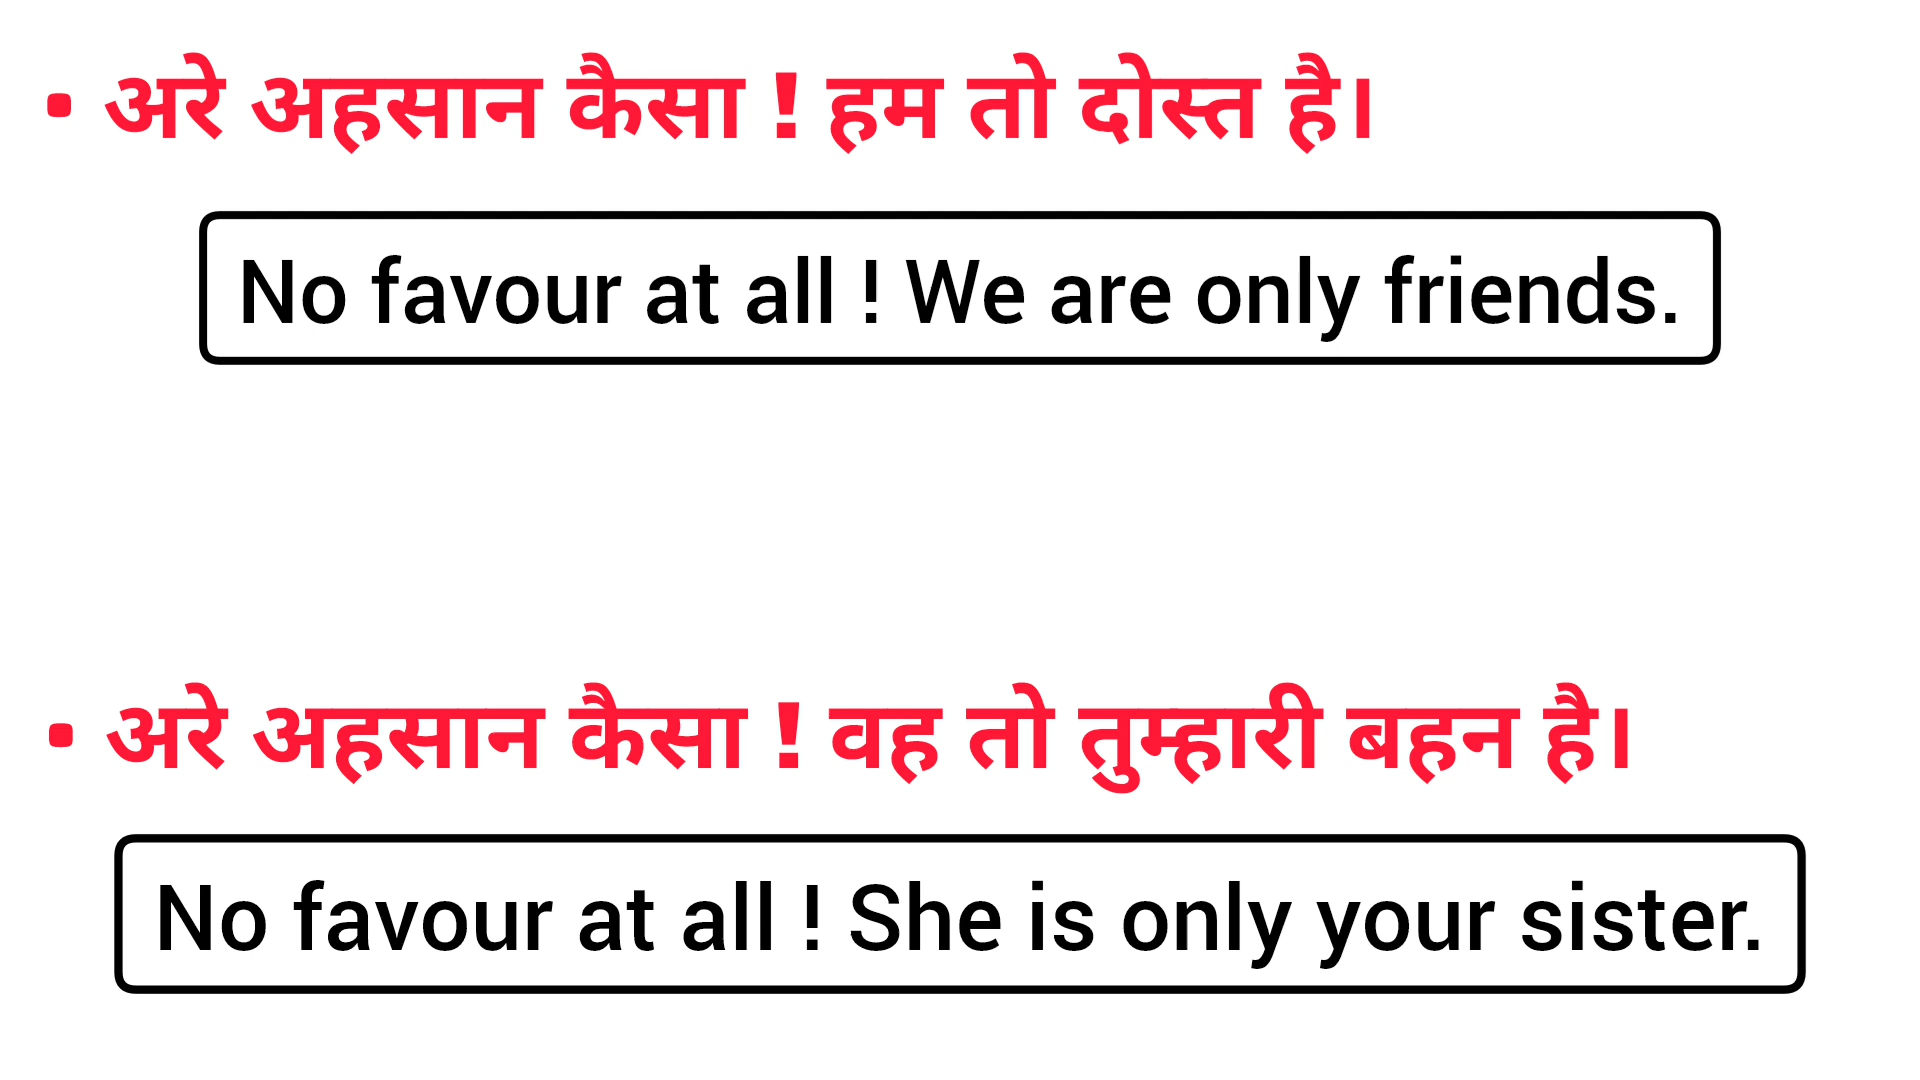 • अरे अहसान कैसा ! हम तो दोस्त है।
No favour at all ! We are only friends.
• अरे अहसान कैसा ! वह तो तुम्हारी बहन है।
No favour at all ! She is only your sister.